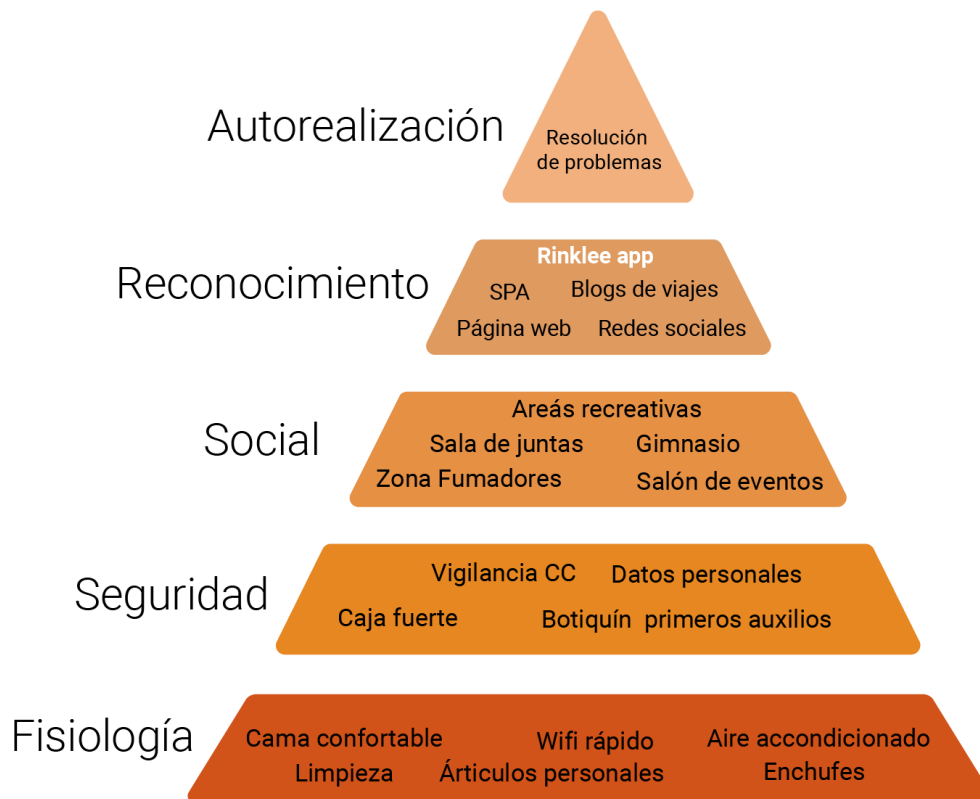 Autorealización
Resolución
de problemas
Reconocimiento
Rinklee app
SPA Blogs de viajes
Página web Redes sociales
Social
Areás recreativas
Sala de juntas Gimnasio
Zona Fumadores Salón de eventos
Seguridad
Vigilancia CC Datos personales
Caja fuerte Botiquín primeros auxilios
Fisiología
Cama confortable Wifi rápido Aire accondicionado
Limpieza Árticulos personales Enchufes